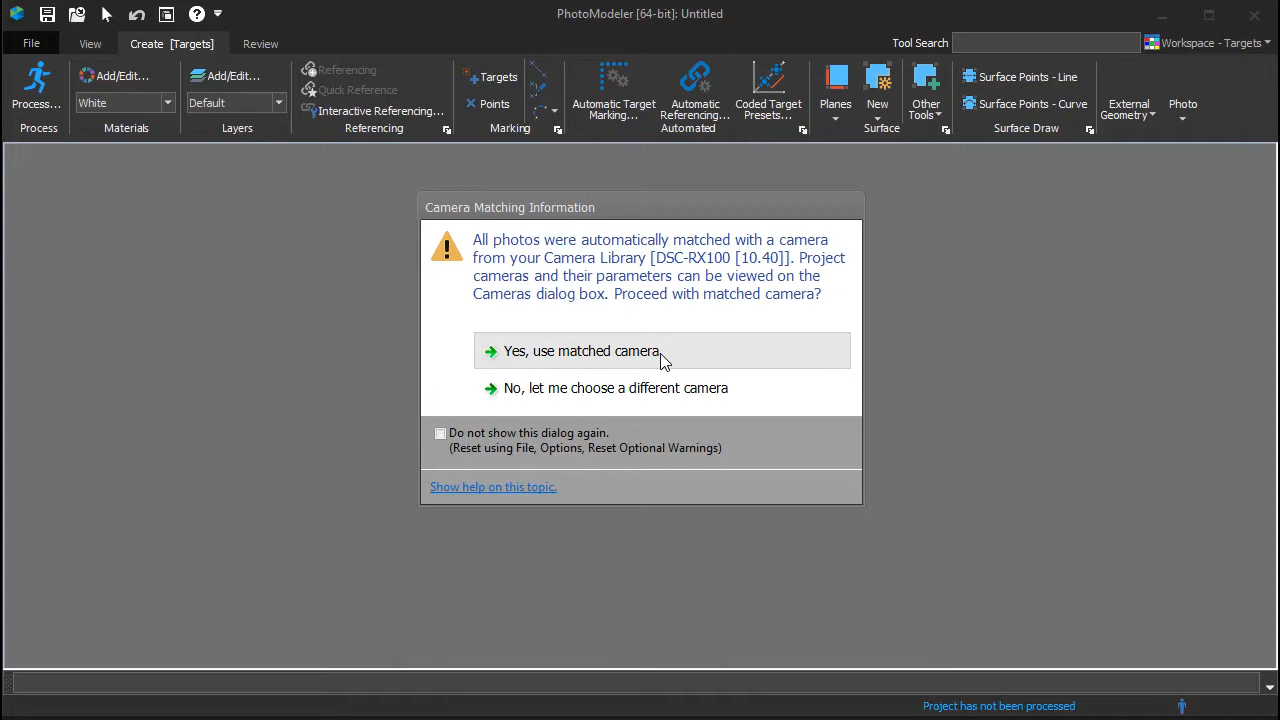 PhotoModeler [64-bit]: Untitled
File
View
Create [Targets]
Review
Tool Search
Workspace - Targets
Process...
Process
Add/Edit...
White
Materials
Add/Edit...
Default
Layers
Referencing
Quick Reference
Interactive Referencing...
Referencing
Targets
Points
Marking
Automatic Target
Marking...
Automatic
Referencing...
Coded Target
Presets...
Automated
Planes
New
Other
Tools
Surface
Surface Points - Line
Surface Points - Curve
Surface Draw
External
Geometry
Photo
Camera Matching Information
All photos were automatically matched with a camera
from your Camera Library [DSC-RX100 [10.40]]. Project
cameras and their parameters can be viewed on the
Cameras dialog box. Proceed with matched camera?
Yes, use matched camera
No, let me choose a different camera
Do not show this dialog again.
(Reset using File, Options, Reset Optional Warnings)
Show help on this topic.
Project has not been processed